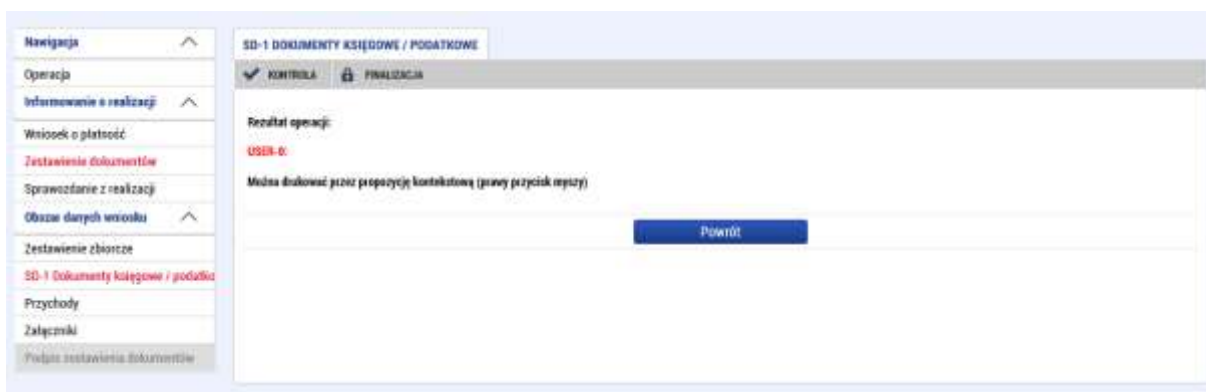 Nawigacja
Operacja
Informowanie o realizacji
Wniosek o płatność
Zestawienie dokumentów
Sprawozdanie z realizacji
Obszar danych wniosku
Zestawienie zbiorcze
SD-1 Dokumenty księgowe / podatko
Przychody
Załączniki
Podpis zestawienia dokumentów
SD-1 DOKUMENTY KSIĘGOWE / PODATKOWE
KONTROLA FINALIZACJA
Rezultat operacji:
USER-0:
Można drukować przez propozycję kontekstową (prawy przycisk myszy)
Powrót